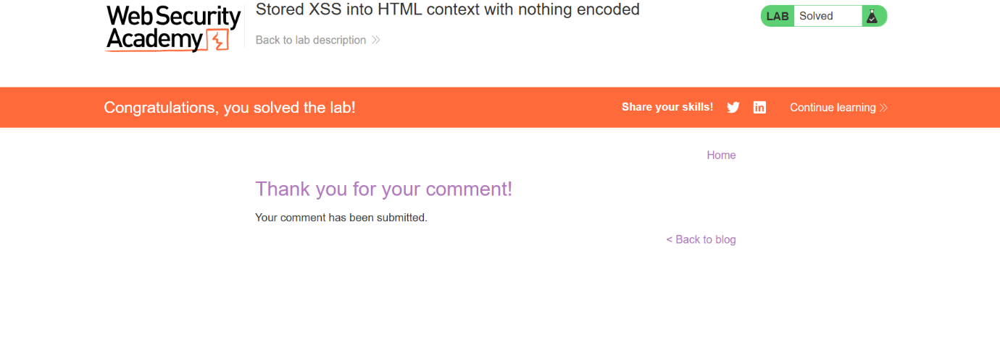 Web Security
Academy
Stored XSS into HTML context with nothing encoded
Back to lab description
LAB Solved
Congratulations, you solved the lab!
Share your skills!
in
Continue learning
Home
Thank you for your comment!
Your comment has been submitted.
< Back to blog